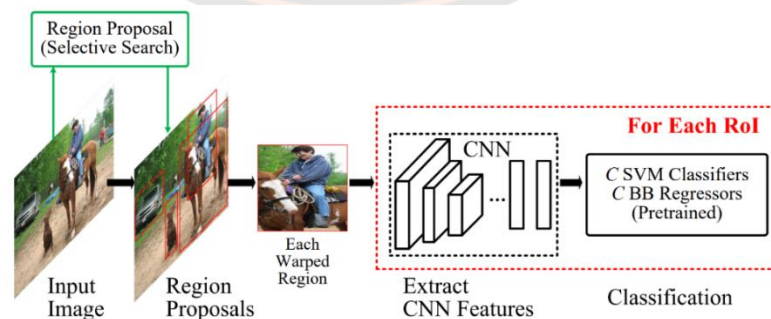 Region Proposal
(Selective Search)
For Each RoI
CNN
...
C SVM Classifiers
C BB Regressors
(Pretrained)
Each
Warped
Region
Input
Image
Region
Proposals
Extract
CNN Features
Classification